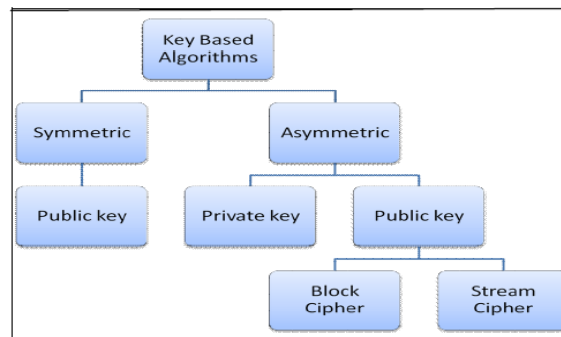 Key Based
Algorithms
Symmetric
Asymmetric
Public key
Private key
Public key
Block
Cipher
Stream
Cipher